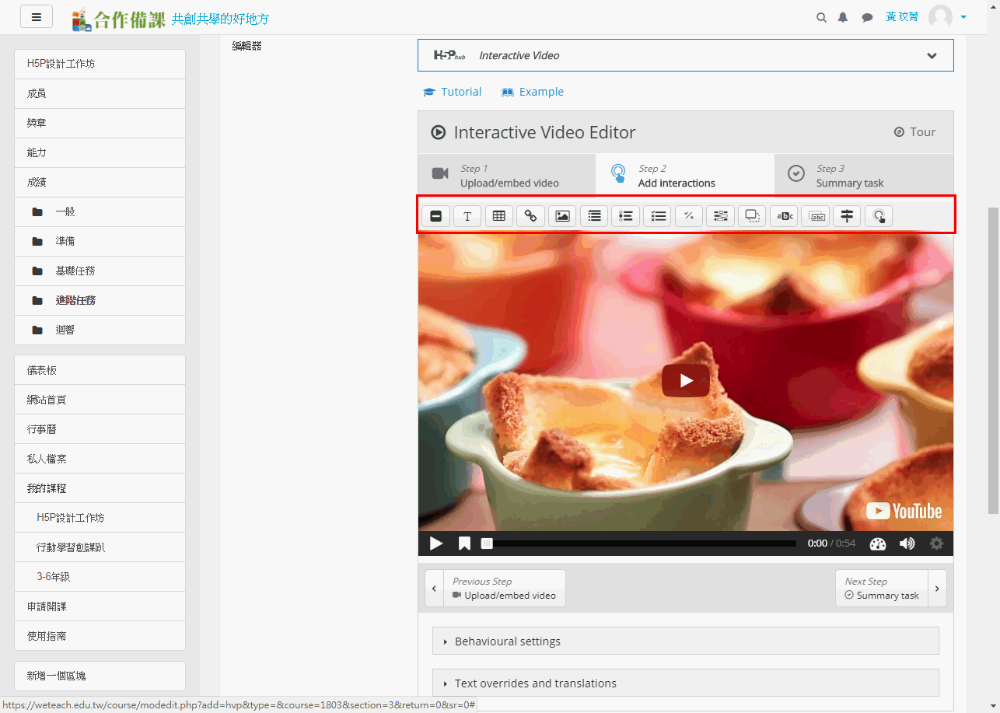 合作備課 共創共學的好地方
黃 玟菁
H5P設計工作坊
成員
獎章
能力
成績
一般
準備
基礎任務
進階任務
迴響
儀表板
網站首頁
行事曆
私人檔案
我的課程
H5P設計工作坊
行動學習創課趴
3-6年級
申請開課
使用指南
新增一個區塊
編輯器
H5P hub Interactive Video
Tutorial Example
Interactive Video Editor Tour
Step 1
Upload/embed video
Step 2
Add interactions
Step 3
Summary task
T
abc abc
YouTube
0:00 / 0:54
Previous Step
Upload/embed video
Next Step
Summary task
Behavioural settings
Text overrides and translations
https://weteach.edu.tw/course/modedit.php?add=hvp&type=&course=1803&section=3&return=0&sr=0#